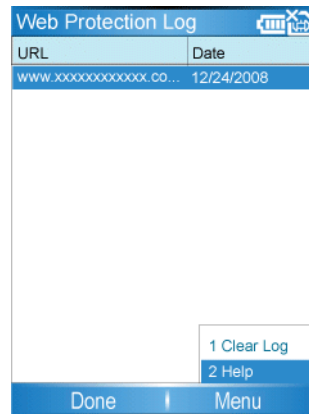 Web Protection Log
URL Date
www.xxxxxxxxxxxx.co... 12/24/2008
1 Clear Log
2 Help
Done Menu